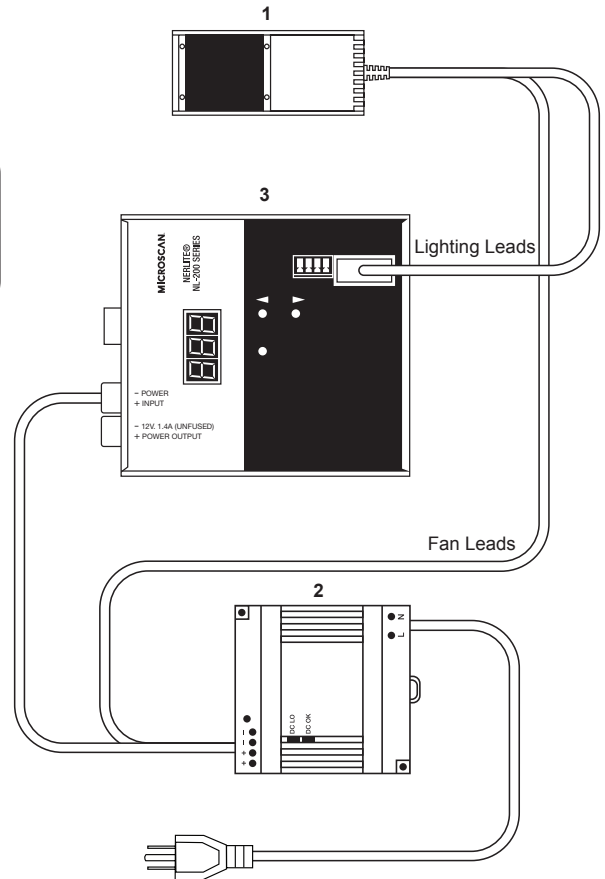 1
3
MICROSCAN.
NERLITE®
NL-200 SERIES
Lighting Leads
888
− POWER
+ INPUT
− 12V. 1.4A (UNFUSED)
+ POWER OUTPUT
Fan Leads
2
N
L
DC LO
DC OK
−
−
+
+